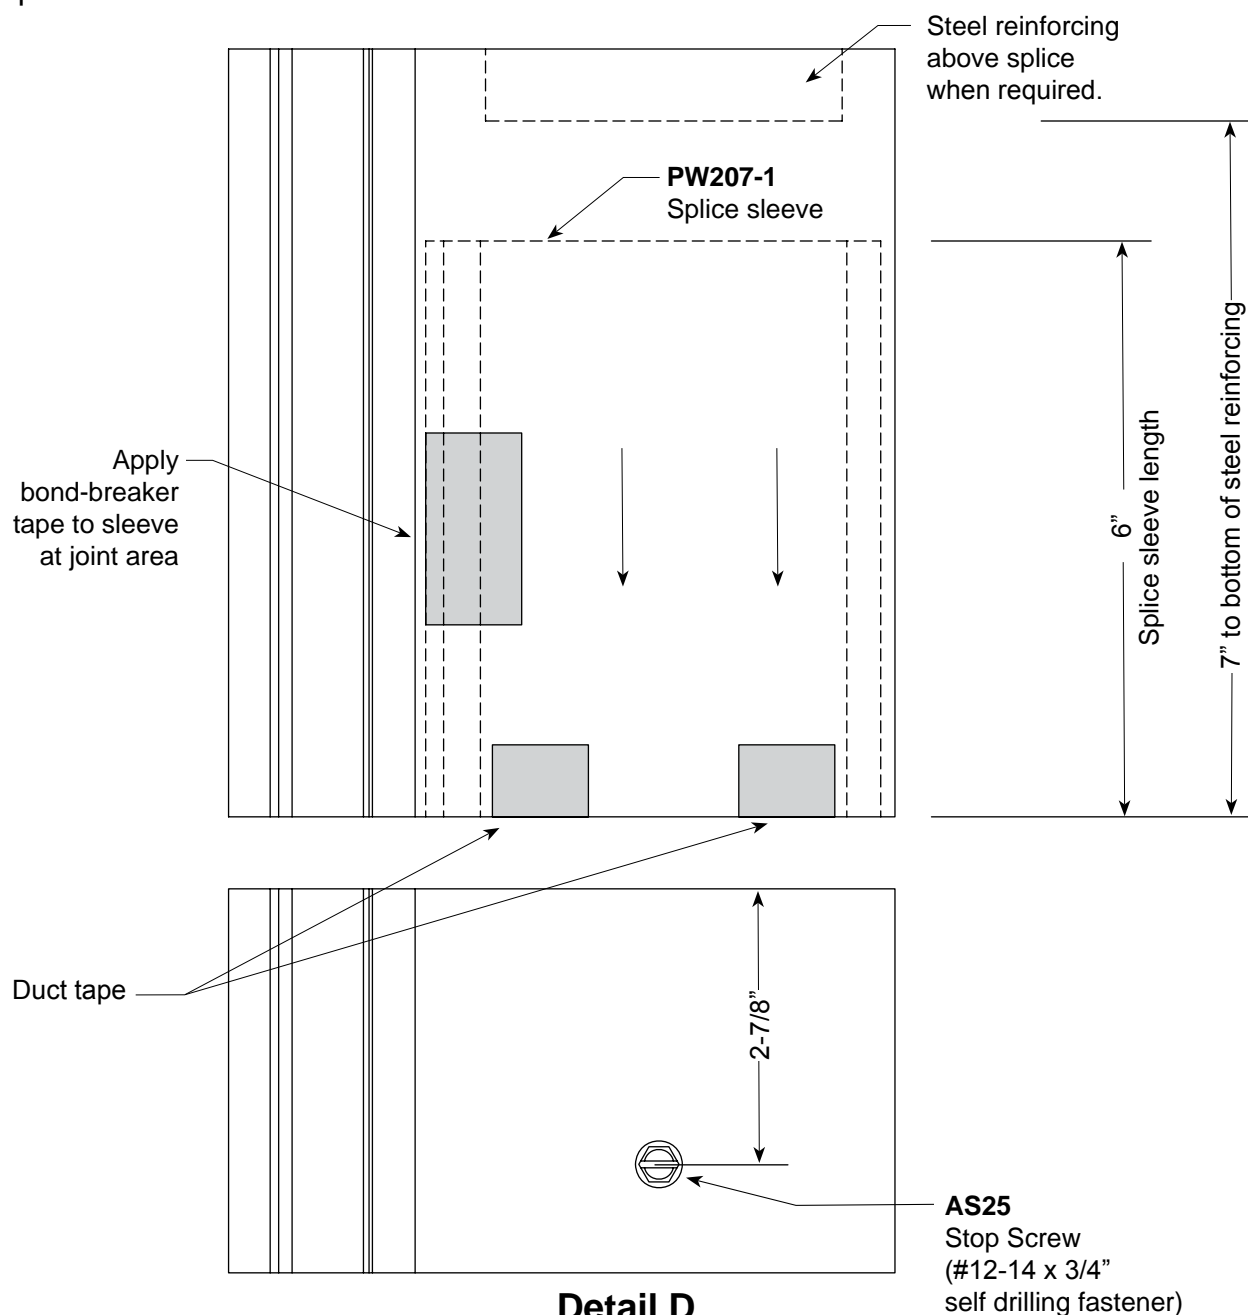 Steel reinforcing
above splice
when required.
PW207-1
Splice sleeve
Apply
bond-breaker
tape to sleeve
at joint area
6”
Splice sleeve length
7” to bottom of steel reinforcing
Duct tape
2-7/8”
AS25
Stop Screw
(#12-14 x 3/4”
self drilling fastener)
Detail D